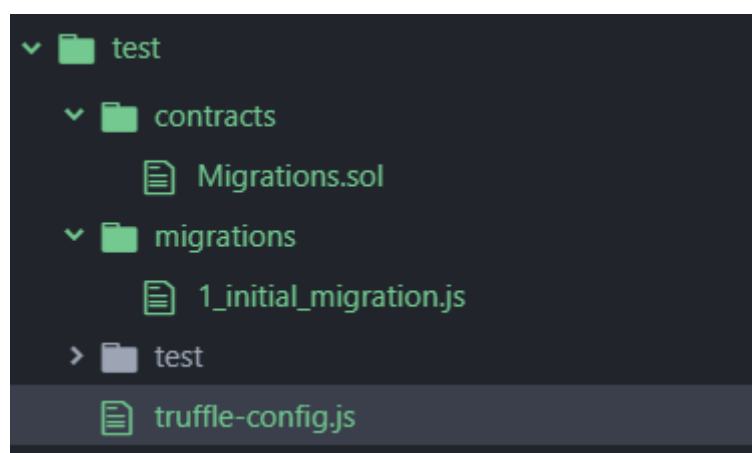 test
contracts
Migrations.sol
migrations
1_initial_migration.js
test
truffle-config.js